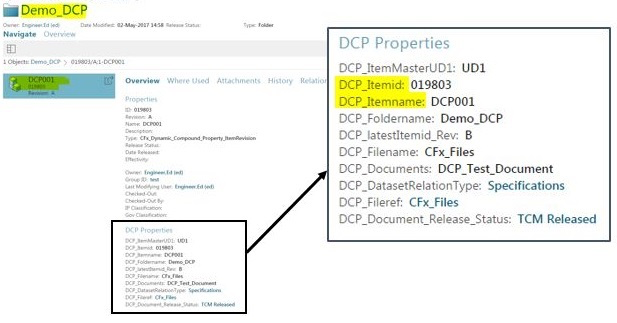 Demo_DCP
Owner: Engineer.Ed (ed) Date Modified: 02-May-2017 14:58 Release Status: Type: Folder
Navigate Overview
1 Objects: Demo_DCP > 019803/A;1-DCP001
DCP001
019803
Revision: A
Overview Where Used Attachments History Relation
Properties
ID: 019803
Revision: A
Name: DCP001
Description:
Type: CFx_Dynamic_Compound_Property_ItemRevision
Release Status:
Date Released:
Effectivity:
Owner: Engineer.Ed (ed)
Group ID: test
Last Modifying User: Engineer.Ed (ed)
Checked-Out:
Checked-Out By:
IP Classification:
Gov Classification:
DCP Properties
DCP_ItemMasterUD1: UD1
DCP_Itemid: 019803
DCP_Itemname: DCP001
DCP_Foldername: Demo_DCP
DCP_latestItemid_Rev: B
DCP_Filename: CFx_Files
DCP_Documents: DCP_Test_Document
DCP_DatasetRelationType: Specifications
DCP_Fileref: CFx_Files
DCP_Document_Release_Status: TCM Released
DCP Properties
DCP_ItemMasterUD1: UD1
DCP_Itemid: 019803
DCP_Itemname: DCP001
DCP_Foldername: Demo_DCP
DCP_latestItemid_Rev: B
DCP_Filename: CFx_Files
DCP_Documents: DCP_Test_Document
DCP_DatasetRelationType: Specifications
DCP_Fileref: CFx_Files
DCP_Document_Release_Status: TCM Released